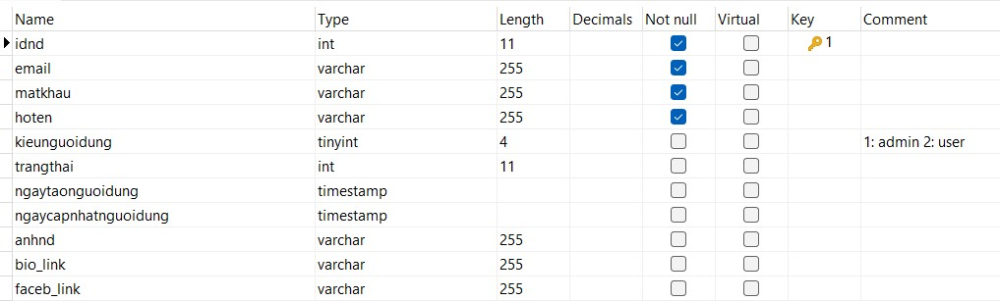 Name Type Length Decimals Not null Virtual Key Comment
idnd int 11 1
email varchar 255
matkhau varchar 255
hoten varchar 255
kieunguoidung tinyint 4 1: admin 2: user
trangthai int 11
ngaytaonguoidung timestamp
ngaycapnhatnguoidung timestamp
anhnd varchar 255
bio_link varchar 255
faceb_link varchar 255